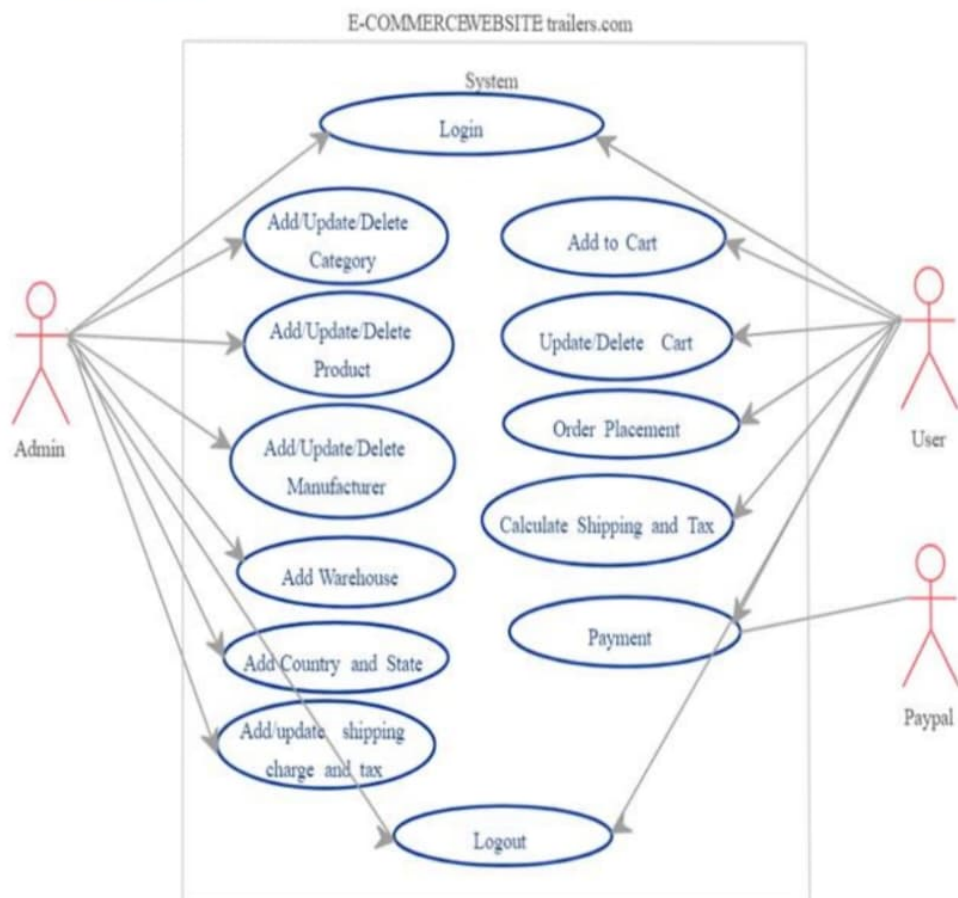 E-COMMERCEWEBSITE trailers.com
System
Login
Add/Update/Delete
Category
Add to Cart
Add/Update/Delete
Product
Update/Delete Cart
Admin
Add/Update/Delete
Manufacturer
Order Placement
User
Calculate Shipping and Tax
Add Warehouse
Payment
Add Country and State
Paypal
Add/update shipping
charge and tax
Logout